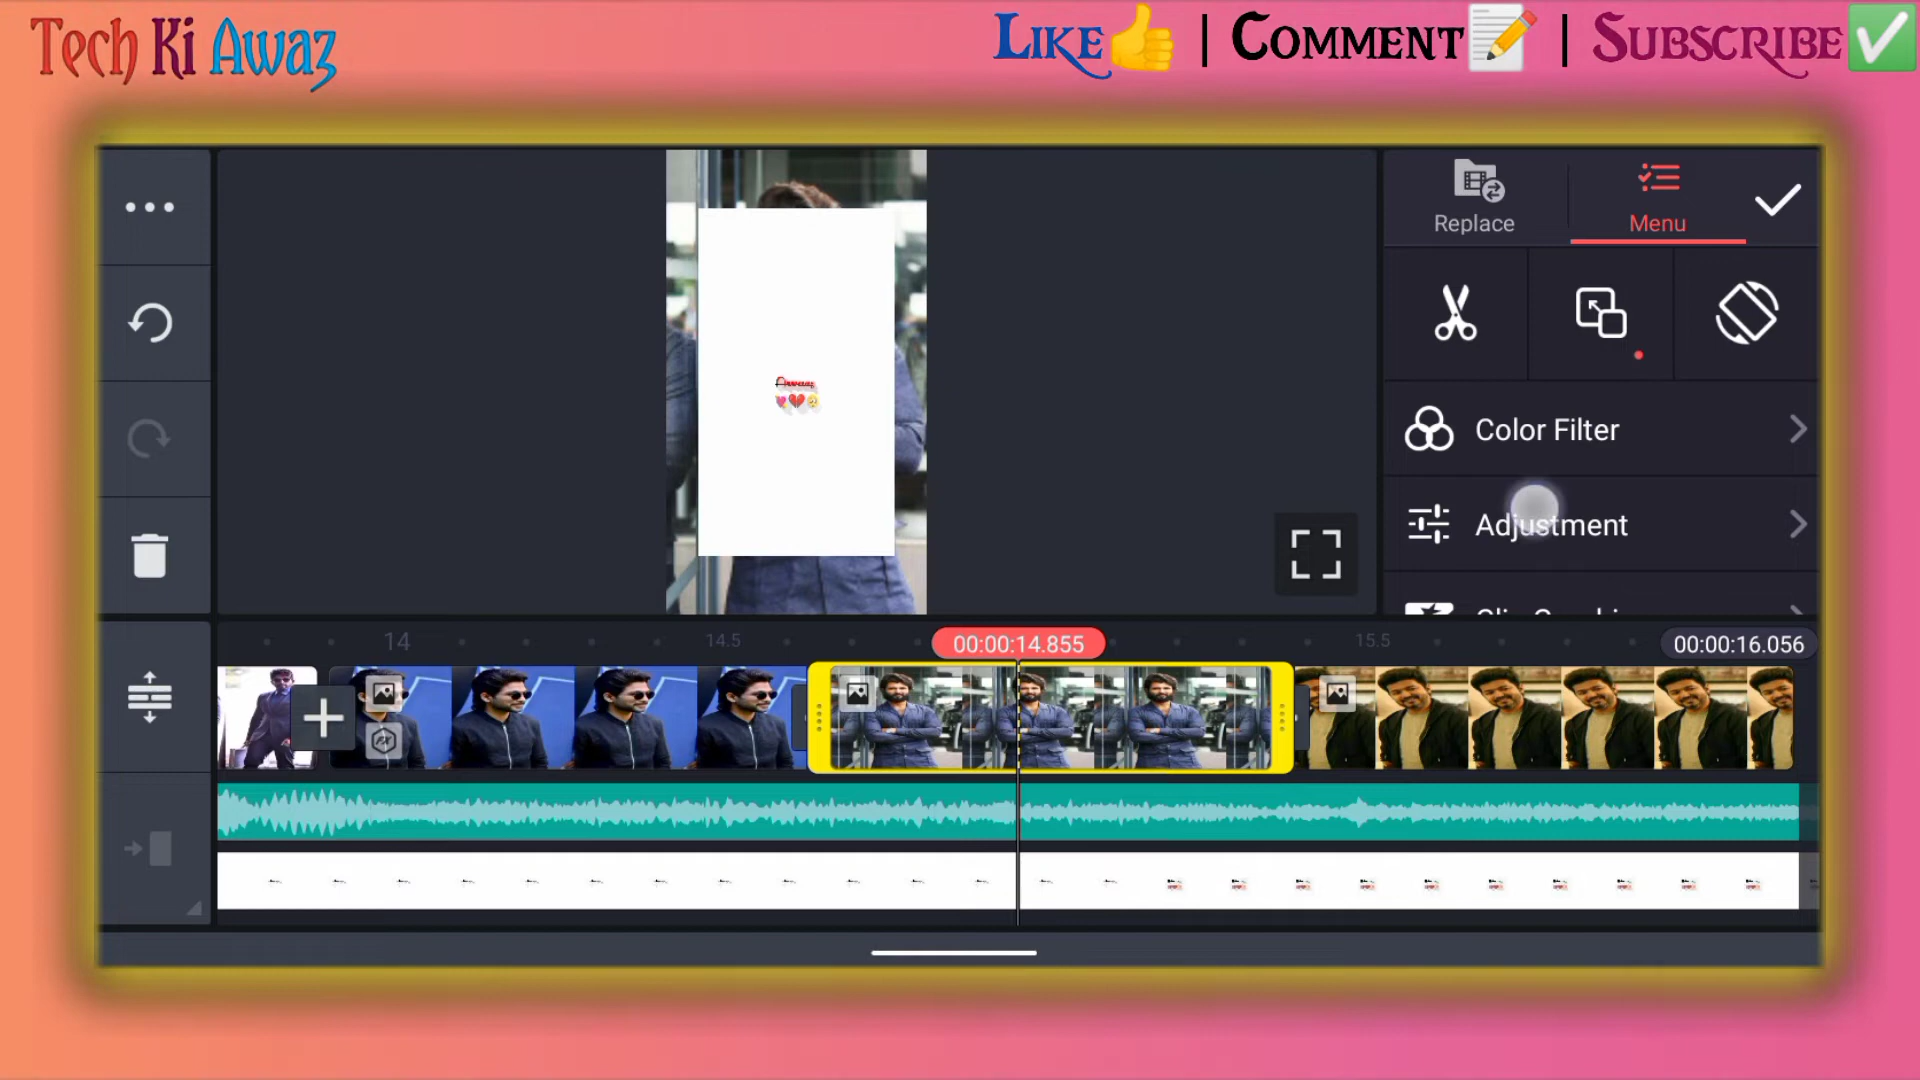 Tech Ki Awaz
Like | Comment | Subscribe
Replace
Menu
Color Filter
Adjustment
14
14.5
00:00:14.855
15.5
00:00:16.056